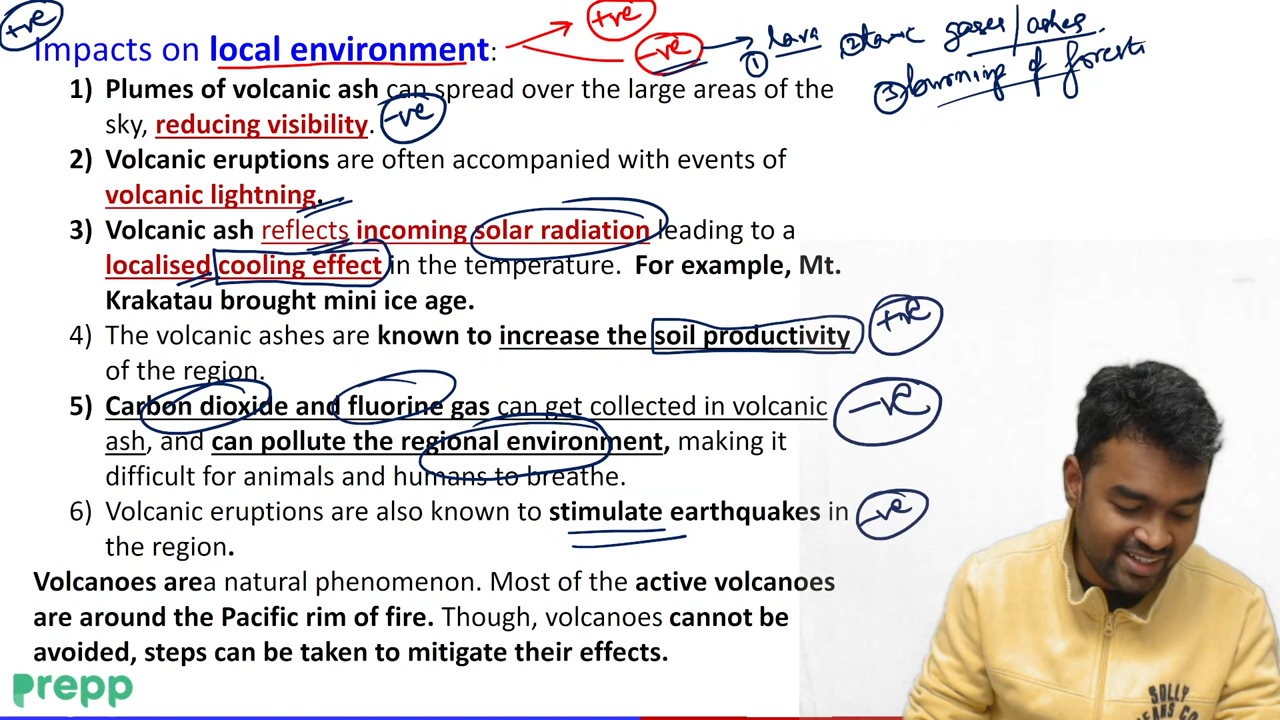 +ve
Impacts on local environment: +ve
-ve ① lava ② toxic gases/ashes.
③ burning of forests
1) Plumes of volcanic ash can spread over the large areas of the
sky, reducing visibility. -ve
2) Volcanic eruptions are often accompanied with events of
volcanic lightning.
3) Volcanic ash reflects incoming solar radiation leading to a
localised cooling effect in the temperature. For example, Mt.
Krakatau brought mini ice age.
4) The volcanic ashes are known to increase the soil productivity +ve
of the region.
5) Carbon dioxide and fluorine gas can get collected in volcanic -ve
ash, and can pollute the regional environment, making it
difficult for animals and humans to breathe.
6) Volcanic eruptions are also known to stimulate earthquakes in -ve
the region.
Volcanoes are a natural phenomenon. Most of the active volcanoes
are around the Pacific rim of fire. Though, volcanoes cannot be
avoided, steps can be taken to mitigate their effects.
prepp
SOLLY
JEANS CO